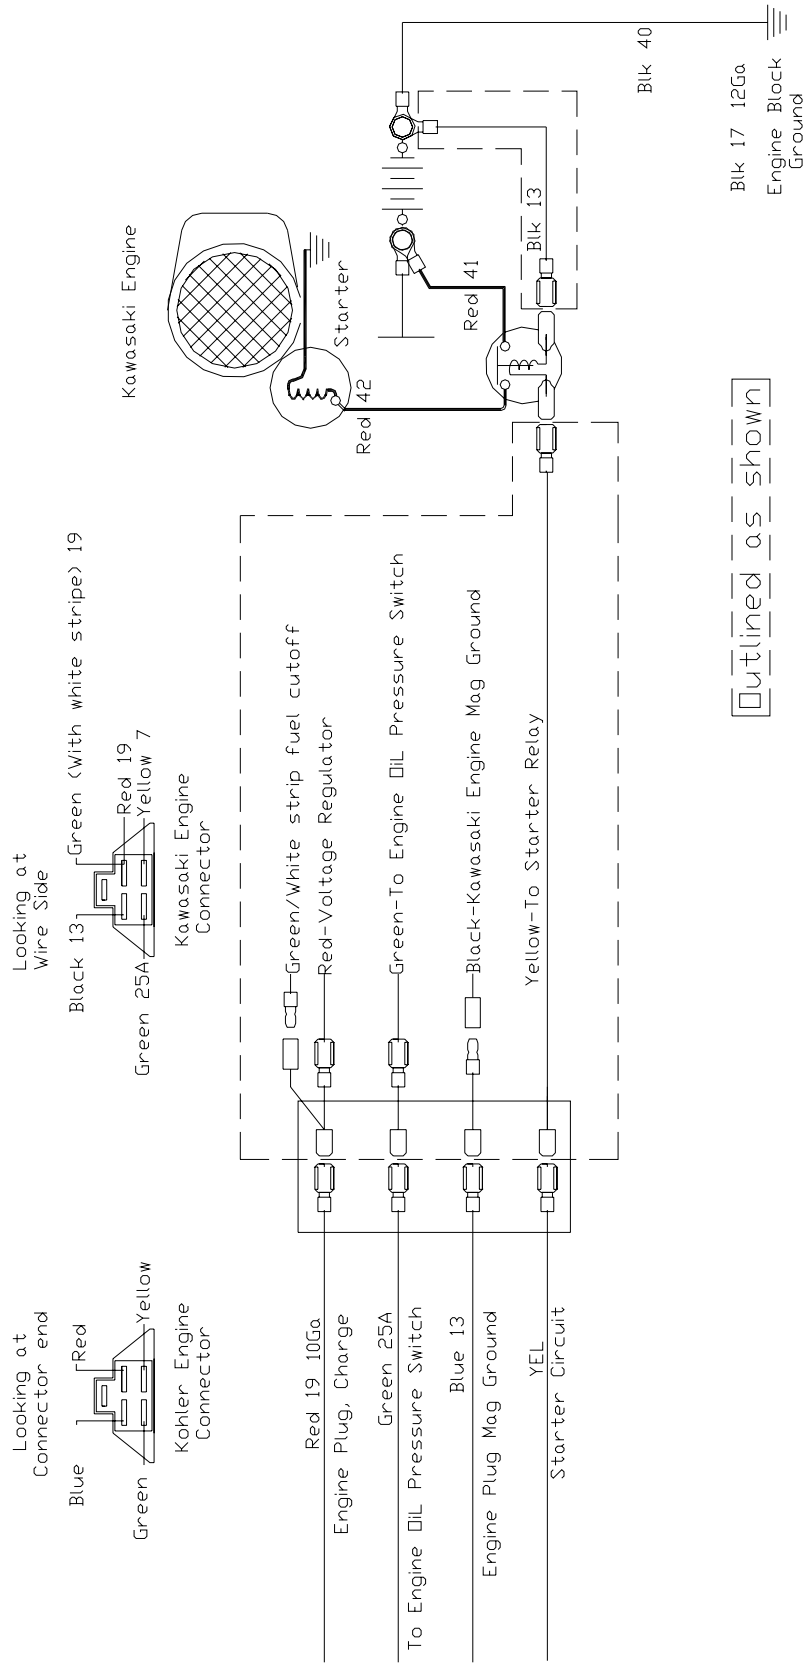 Looking at
Connector end
Blue
Red
Green
Yellow
Kohler Engine
Connector
Looking at
Wire Side
Black 13
Green (With white stripe) 19
Red 19
Yellow 7
Green 25A
Kawasaki Engine
Connector
Kawasaki Engine
Starter
Red 42
Red 41
Blk 13
Blk 40
Blk 17 12Ga
Engine Block
Ground
Green/White strip fuel cutoff
Red-Voltage Regulator
Green-To Engine OiL Pressure Switch
Black-Kawasaki Engine Mag Ground
Yellow-To Starter Relay
Red 19 10Ga
Engine Plug, Charge
Green 25A
To Engine OiL Pressure Switch
Blue 13
Engine Plug Mag Ground
YEL
Starter Circuit
Outlined as shown